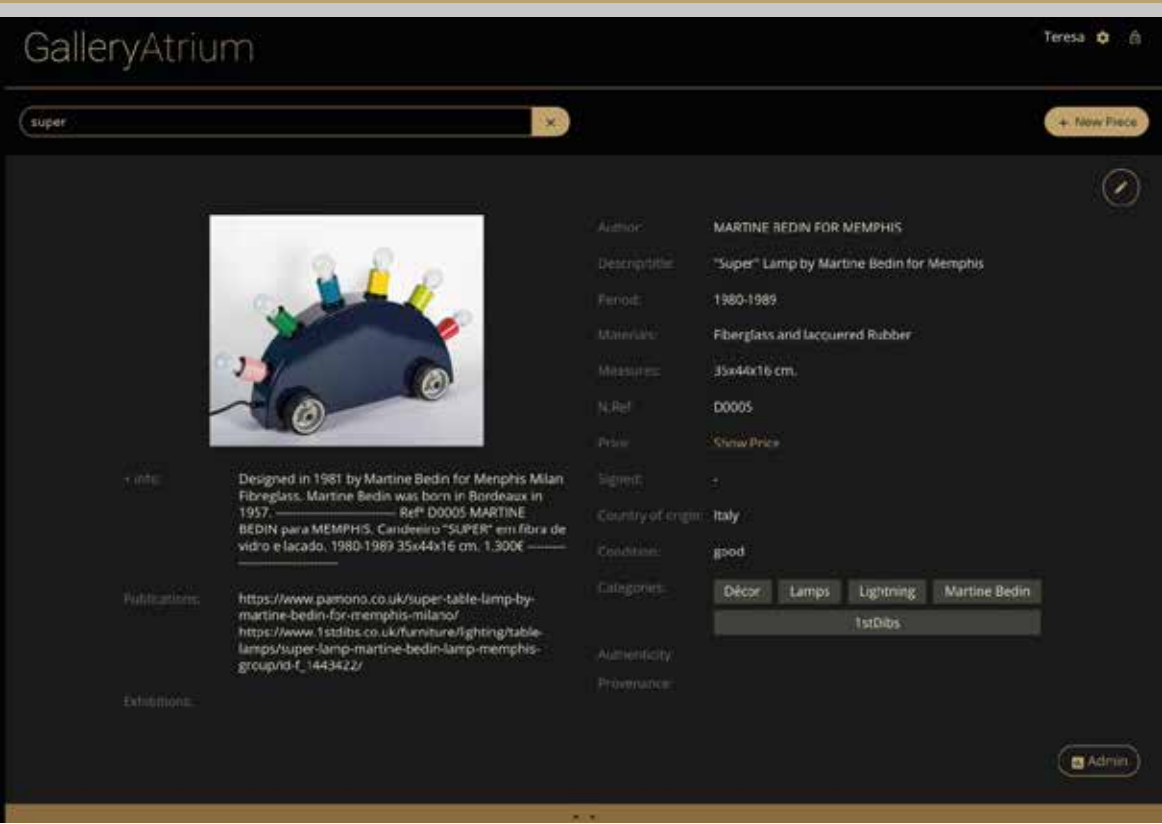 GalleryAtrium
Teresa
super
×
+ New Piece
Author:
MARTINE BEDIN FOR MEMPHIS
Descrip/title:
"Super" Lamp by Martine Bedin for Memphis
Period:
1980-1989
Materials:
Fiberglass and lacquered Rubber
Measures:
35x44x16 cm.
N.Ref
D0005
Price
Show Price
+ info:
Designed in 1981 by Martine Bedin for Menphis Milan
Fibreglass. Martine Bedin was born in Bordeaux in
1957. ------------------------------ Refª D0005 MARTINE
BEDIN para MEMPHIS. Candeeiro "SUPER" em fibra de
vidro e lacado. 1980-1989 35x44x16 cm. 1.300€ ----------
-------------------------
Signed:
-
Country of origin:
Italy
Condition:
good
Categories:
Décor
Lamps
Lightning
Martine Bedin
1stDibs
Publications:
https://www.pamono.co.uk/super-table-lamp-by-
martine-bedin-for-memphis-milano/
https://www.1stdibs.co.uk/furniture/lighting/table-
lamps/super-lamp-martine-bedin-lamp-memphis-
group/id-f_1443422/
Authenticity
Provenance:
Exhibitions:
Admin